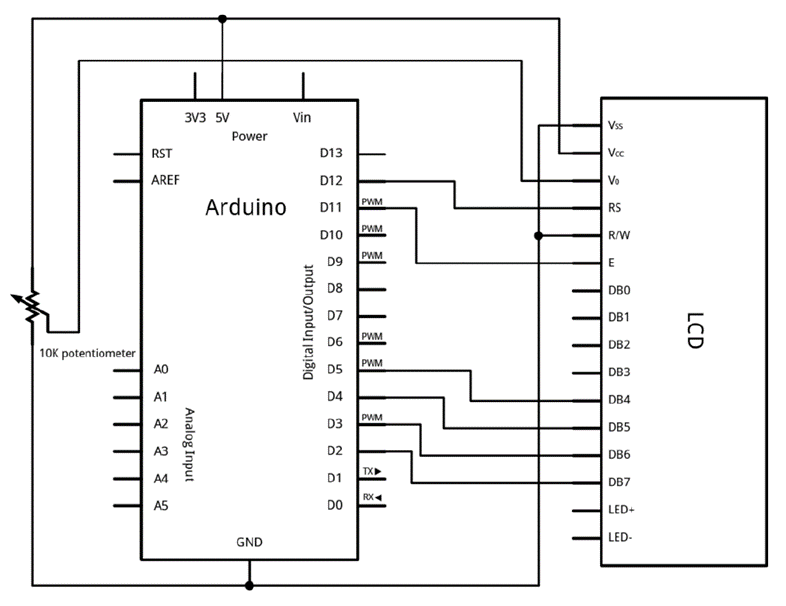 3V3 5V Vin
Power
RST
AREF
Arduino
D13
D12
D11 PWM
D10 PWM
D9 PWM
D8
D7
D6 PWM
D5 PWM
D4
D3 PWM
D2
D1 TX▶
D0 RX◀
Digital Input/Output
10K potentiometer
A0
A1
A2
A3
A4
A5
Analog Input
GND
Vss
Vcc
V0
RS
R/W
E
DB0
DB1
DB2
DB3
DB4
DB5
DB6
DB7
LED+
LED-
LCD